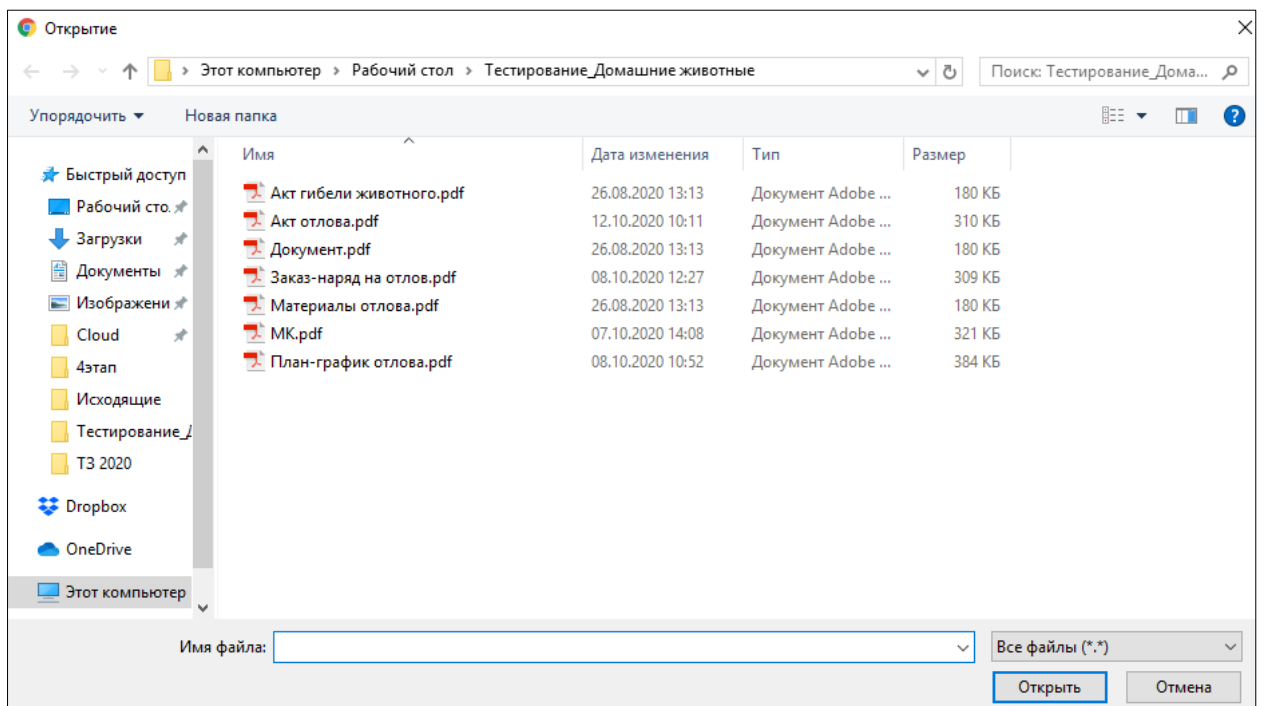 Открытие
Этот компьютер > Рабочий стол > Тестирование_Домашние животные
Поиск: Тестирование_Дома...
Упорядочить Новая папка
Имя Дата изменения Тип Размер
Акт гибели животного.pdf 26.08.2020 13:13 Документ Adobe ... 180 КБ
Акт отлова.pdf 12.10.2020 10:11 Документ Adobe ... 310 КБ
Документ.pdf 26.08.2020 13:13 Документ Adobe ... 180 КБ
Заказ-наряд на отлов.pdf 08.10.2020 12:27 Документ Adobe ... 309 КБ
Материалы отлова.pdf 26.08.2020 13:13 Документ Adobe ... 180 КБ
МК.pdf 07.10.2020 14:08 Документ Adobe ... 321 КБ
План-график отлова.pdf 08.10.2020 10:52 Документ Adobe ... 384 КБ
Быстрый доступ
Рабочий сто.
Загрузки
Документы
Изображени
Cloud
4этап
Исходящие
Тестирование_Д
ТЗ 2020
Dropbox
OneDrive
Этот компьютер
Имя файла:
Все файлы (*.*)
Открыть Отмена